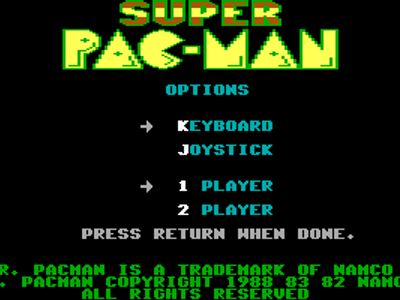 SUPER
PAC-MAN
OPTIONS
KEYBOARD
JOYSTICK
1 PLAYER
2 PLAYER
PRESS RETURN WHEN DONE.
R. PACMAN IS A TRADEMARK OF NAMCO
. PACMAN COPYRIGHT 1988 83 82 NAMC
ALL RIGHTS RESERVED